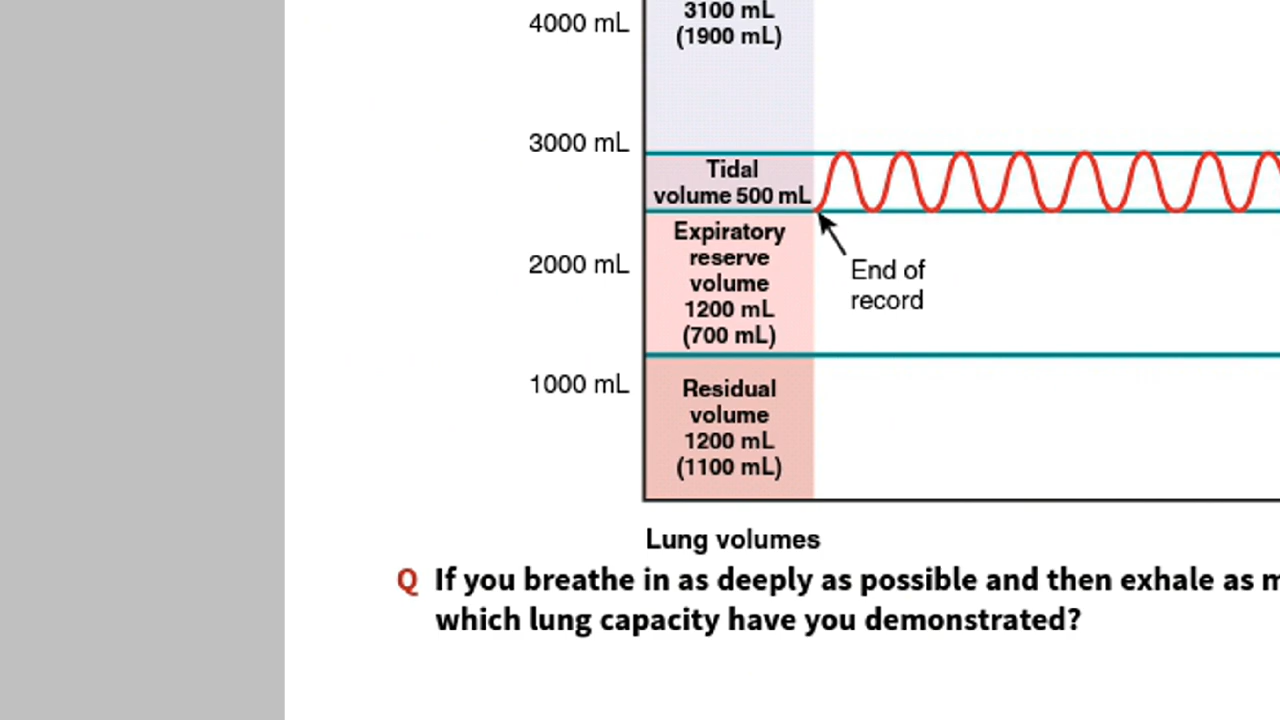 4000 mL
3100 mL
(1900 mL)
3000 mL
Tidal
volume 500 mL
Expiratory
reserve
volume
1200 mL
(700 mL)
2000 mL
End of
record
1000 mL
Residual
volume
1200 mL
(1100 mL)
Lung volumes
Q If you breathe in as deeply as possible and then exhale as m
which lung capacity have you demonstrated?